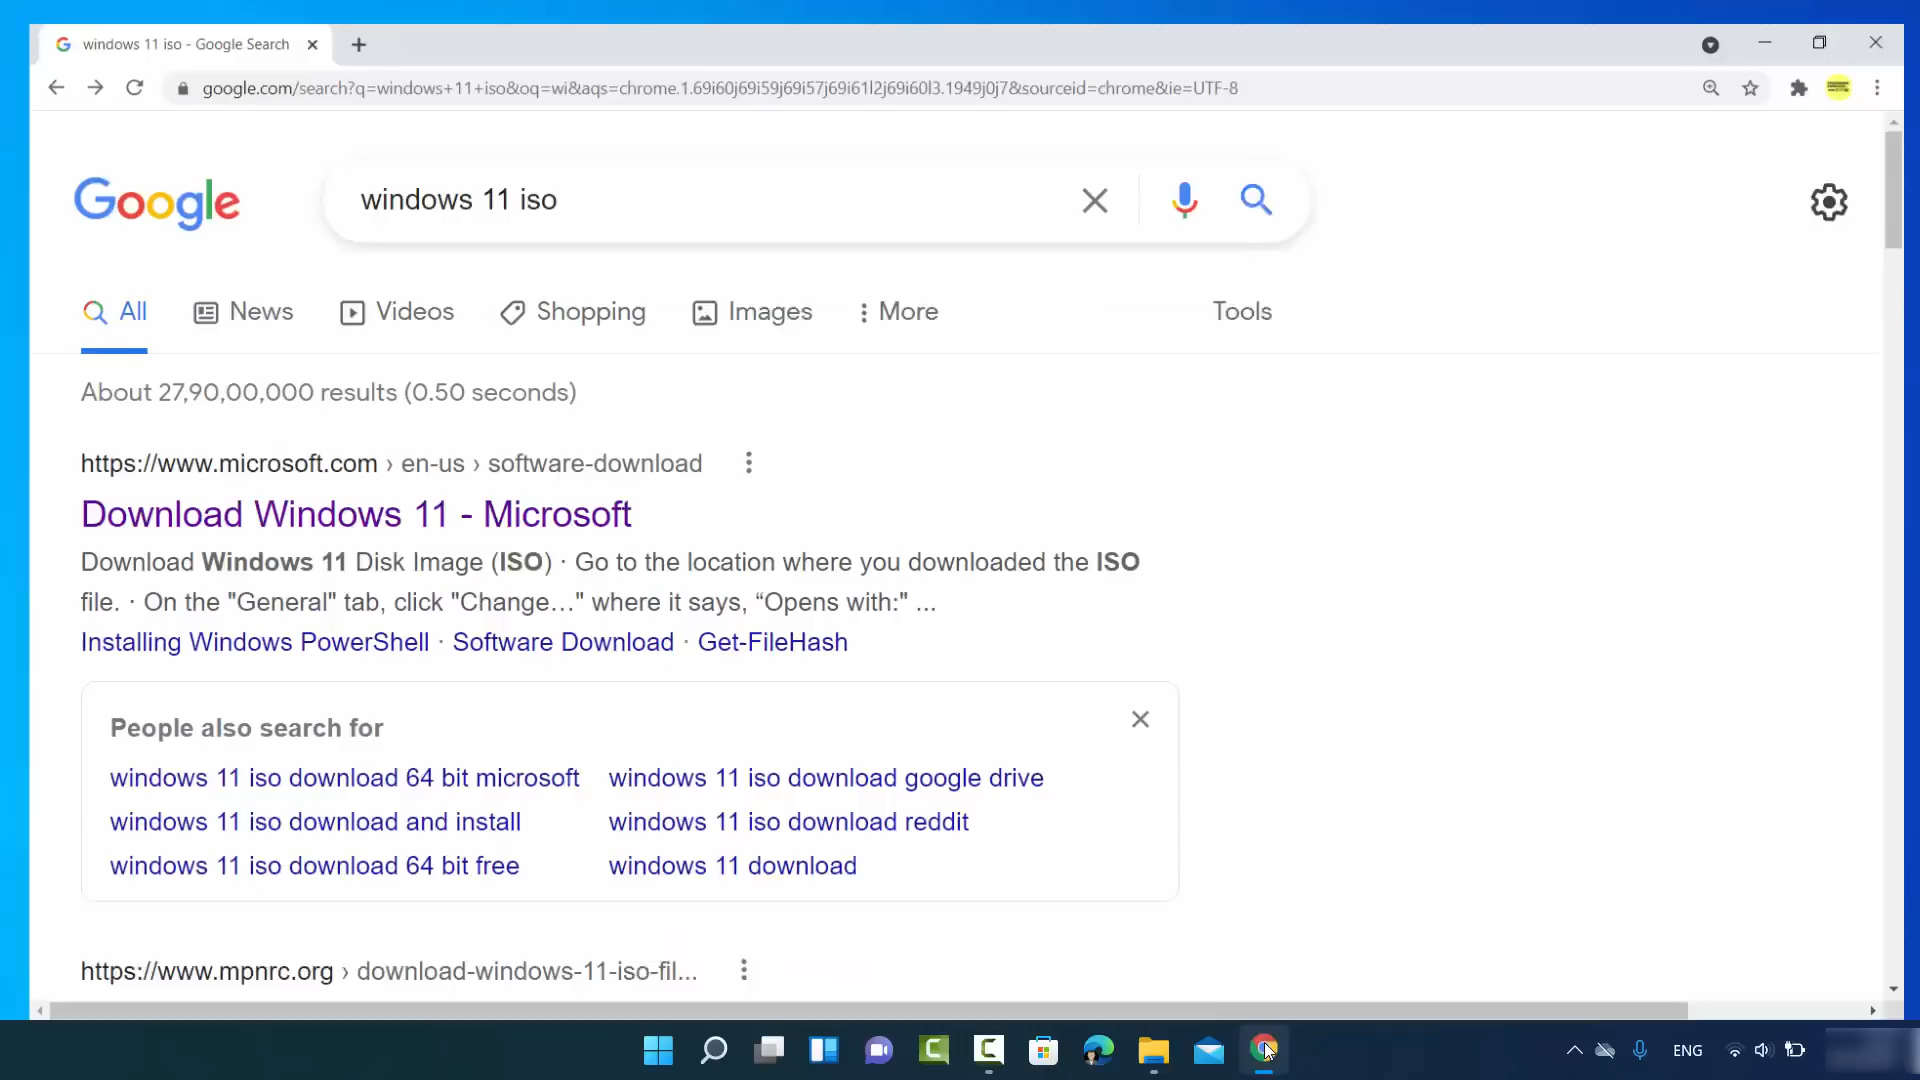 windows 11 iso - Google Search
google.com/search?q=windows+11+iso&oq=wi&aqs=chrome.1.69i60j69i59j69i57j69i61l2j69i60l3.1949j0j7&sourceid=chrome&ie=UTF-8
Google
windows 11 iso
All News Videos Shopping Images More Tools
About 27,90,00,000 results (0.50 seconds)
https://www.microsoft.com › en-us › software-download
Download Windows 11 - Microsoft
Download Windows 11 Disk Image (ISO) · Go to the location where you downloaded the ISO
file. · On the "General" tab, click "Change…" where it says, “Opens with:" ...
Installing Windows PowerShell · Software Download · Get-FileHash
People also search for
windows 11 iso download 64 bit microsoft windows 11 iso download google drive
windows 11 iso download and install windows 11 iso download reddit
windows 11 iso download 64 bit free windows 11 download
https://www.mpnrc.org › download-windows-11-iso-fil...
ENG